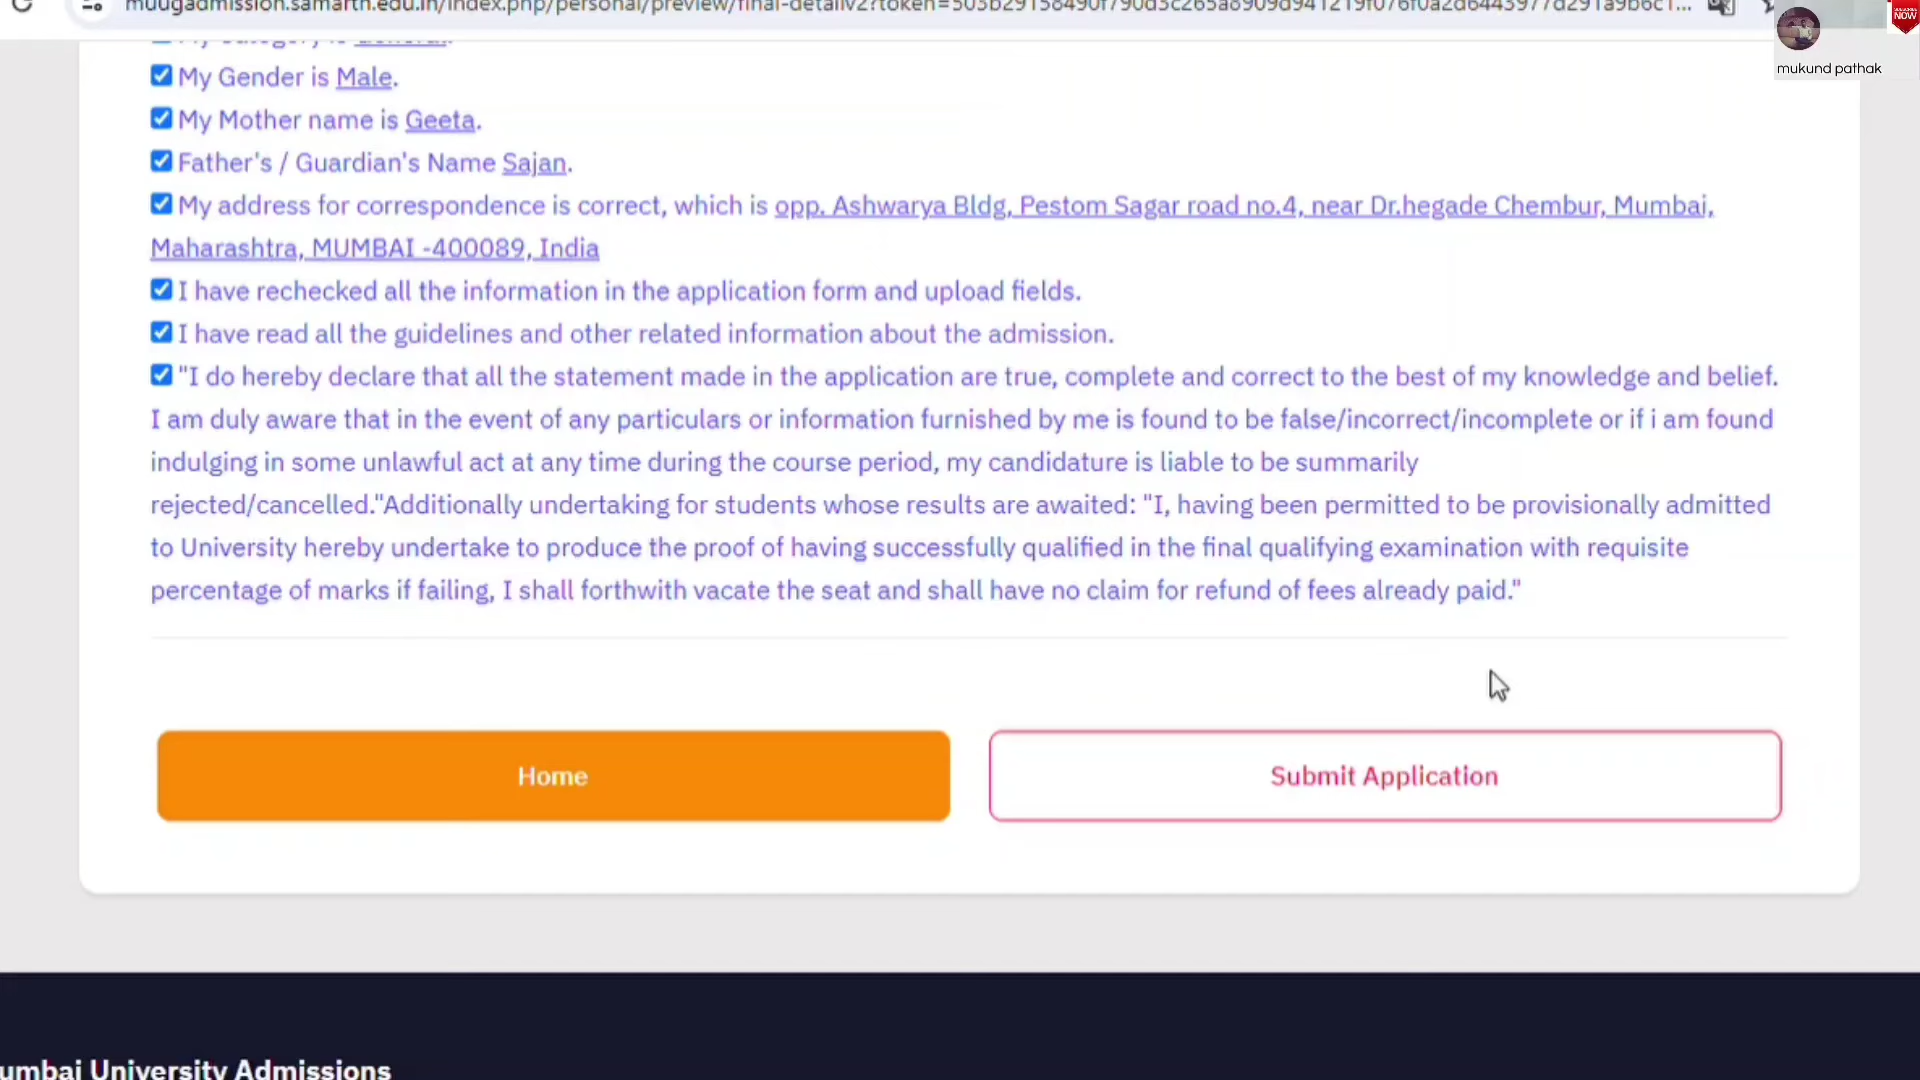 My Category is General.
My Gender is Male.
My Mother name is Geeta.
Father's / Guardian's Name Sajan.
My address for correspondence is correct, which is opp. Ashwarya Bldg, Pestom Sagar road no.4, near Dr.hegade Chembur, Mumbai,
Maharashtra, MUMBAI -400089, India
I have rechecked all the information in the application form and upload fields.
I have read all the guidelines and other related information about the admission.
"I do hereby declare that all the statement made in the application are true, complete and correct to the best of my knowledge and belief.
I am duly aware that in the event of any particulars or information furnished by me is found to be false/incorrect/incomplete or if i am found
indulging in some unlawful act at any time during the course period, my candidature is liable to be summarily
rejected/cancelled."Additionally undertaking for students whose results are awaited: "I, having been permitted to be provisionally admitted
to University hereby undertake to produce the proof of having successfully qualified in the final qualifying examination with requisite
percentage of marks if failing, I shall forthwith vacate the seat and shall have no claim for refund of fees already paid."
Home
Submit Application
umbai University Admissions
mukund pathak
NOW